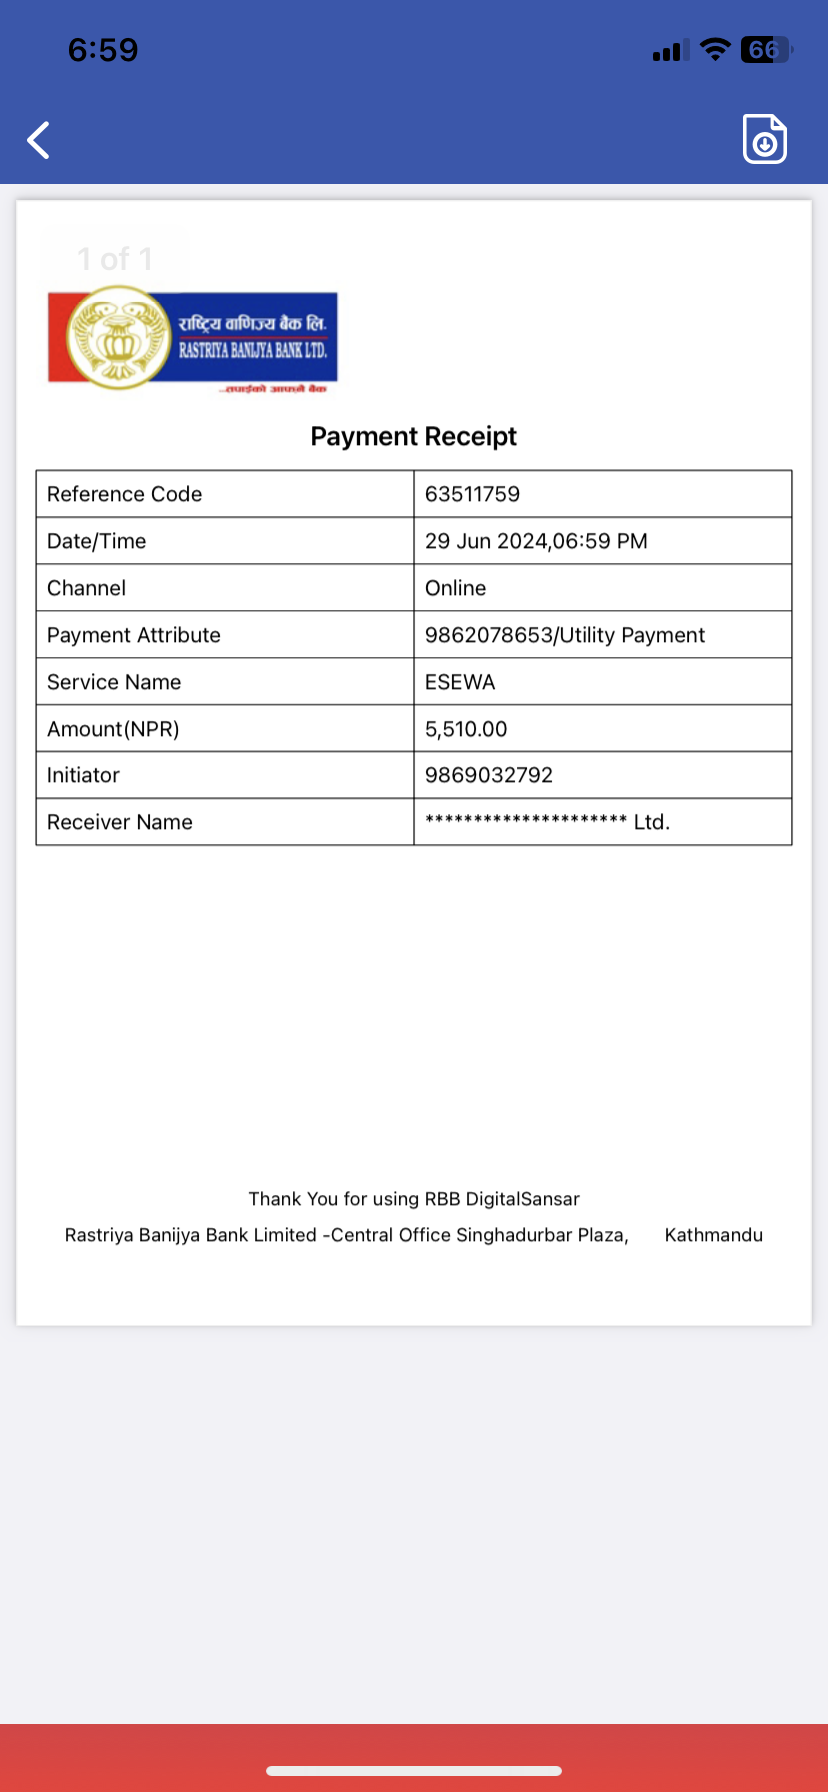 6:59
66
1 of 1
राष्ट्रिय वाणिज्य बैंक लि.
RASTRIYA BANIJYA BANK LTD.
...तपाईंको आफ्नै बैंक
Payment Receipt
Reference Code 63511759
Date/Time 29 Jun 2024,06:59 PM
Channel Online
Payment Attribute 9862078653/Utility Payment
Service Name ESEWA
Amount(NPR) 5,510.00
Initiator 9869032792
Receiver Name ********************* Ltd.
Thank You for using RBB DigitalSansar
Rastriya Banijya Bank Limited -Central Office Singhadurbar Plaza, Kathmandu